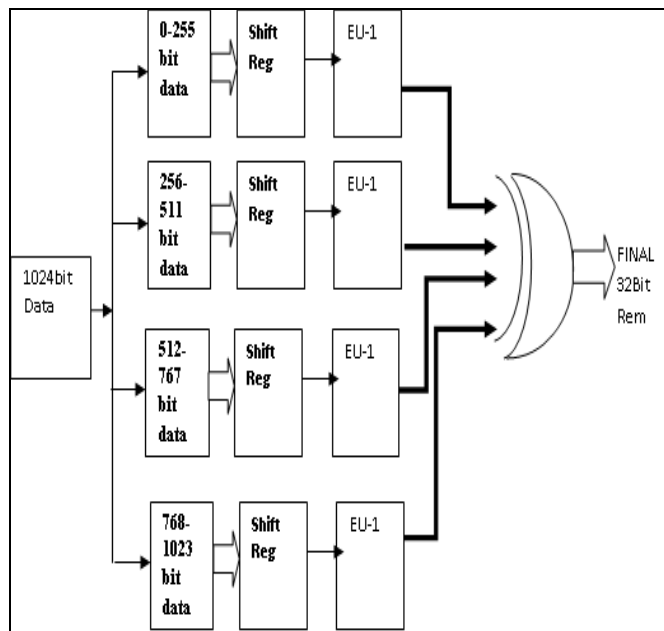 1024bit
Data
0-255
bit
data
Shift
Reg
EU-1
256-
511
bit
data
Shift
Reg
EU-1
512-
767
bit
data
Shift
Reg
EU-1
768-
1023
bit
data
Shift
Reg
EU-1
FINAL
32Bit
Rem